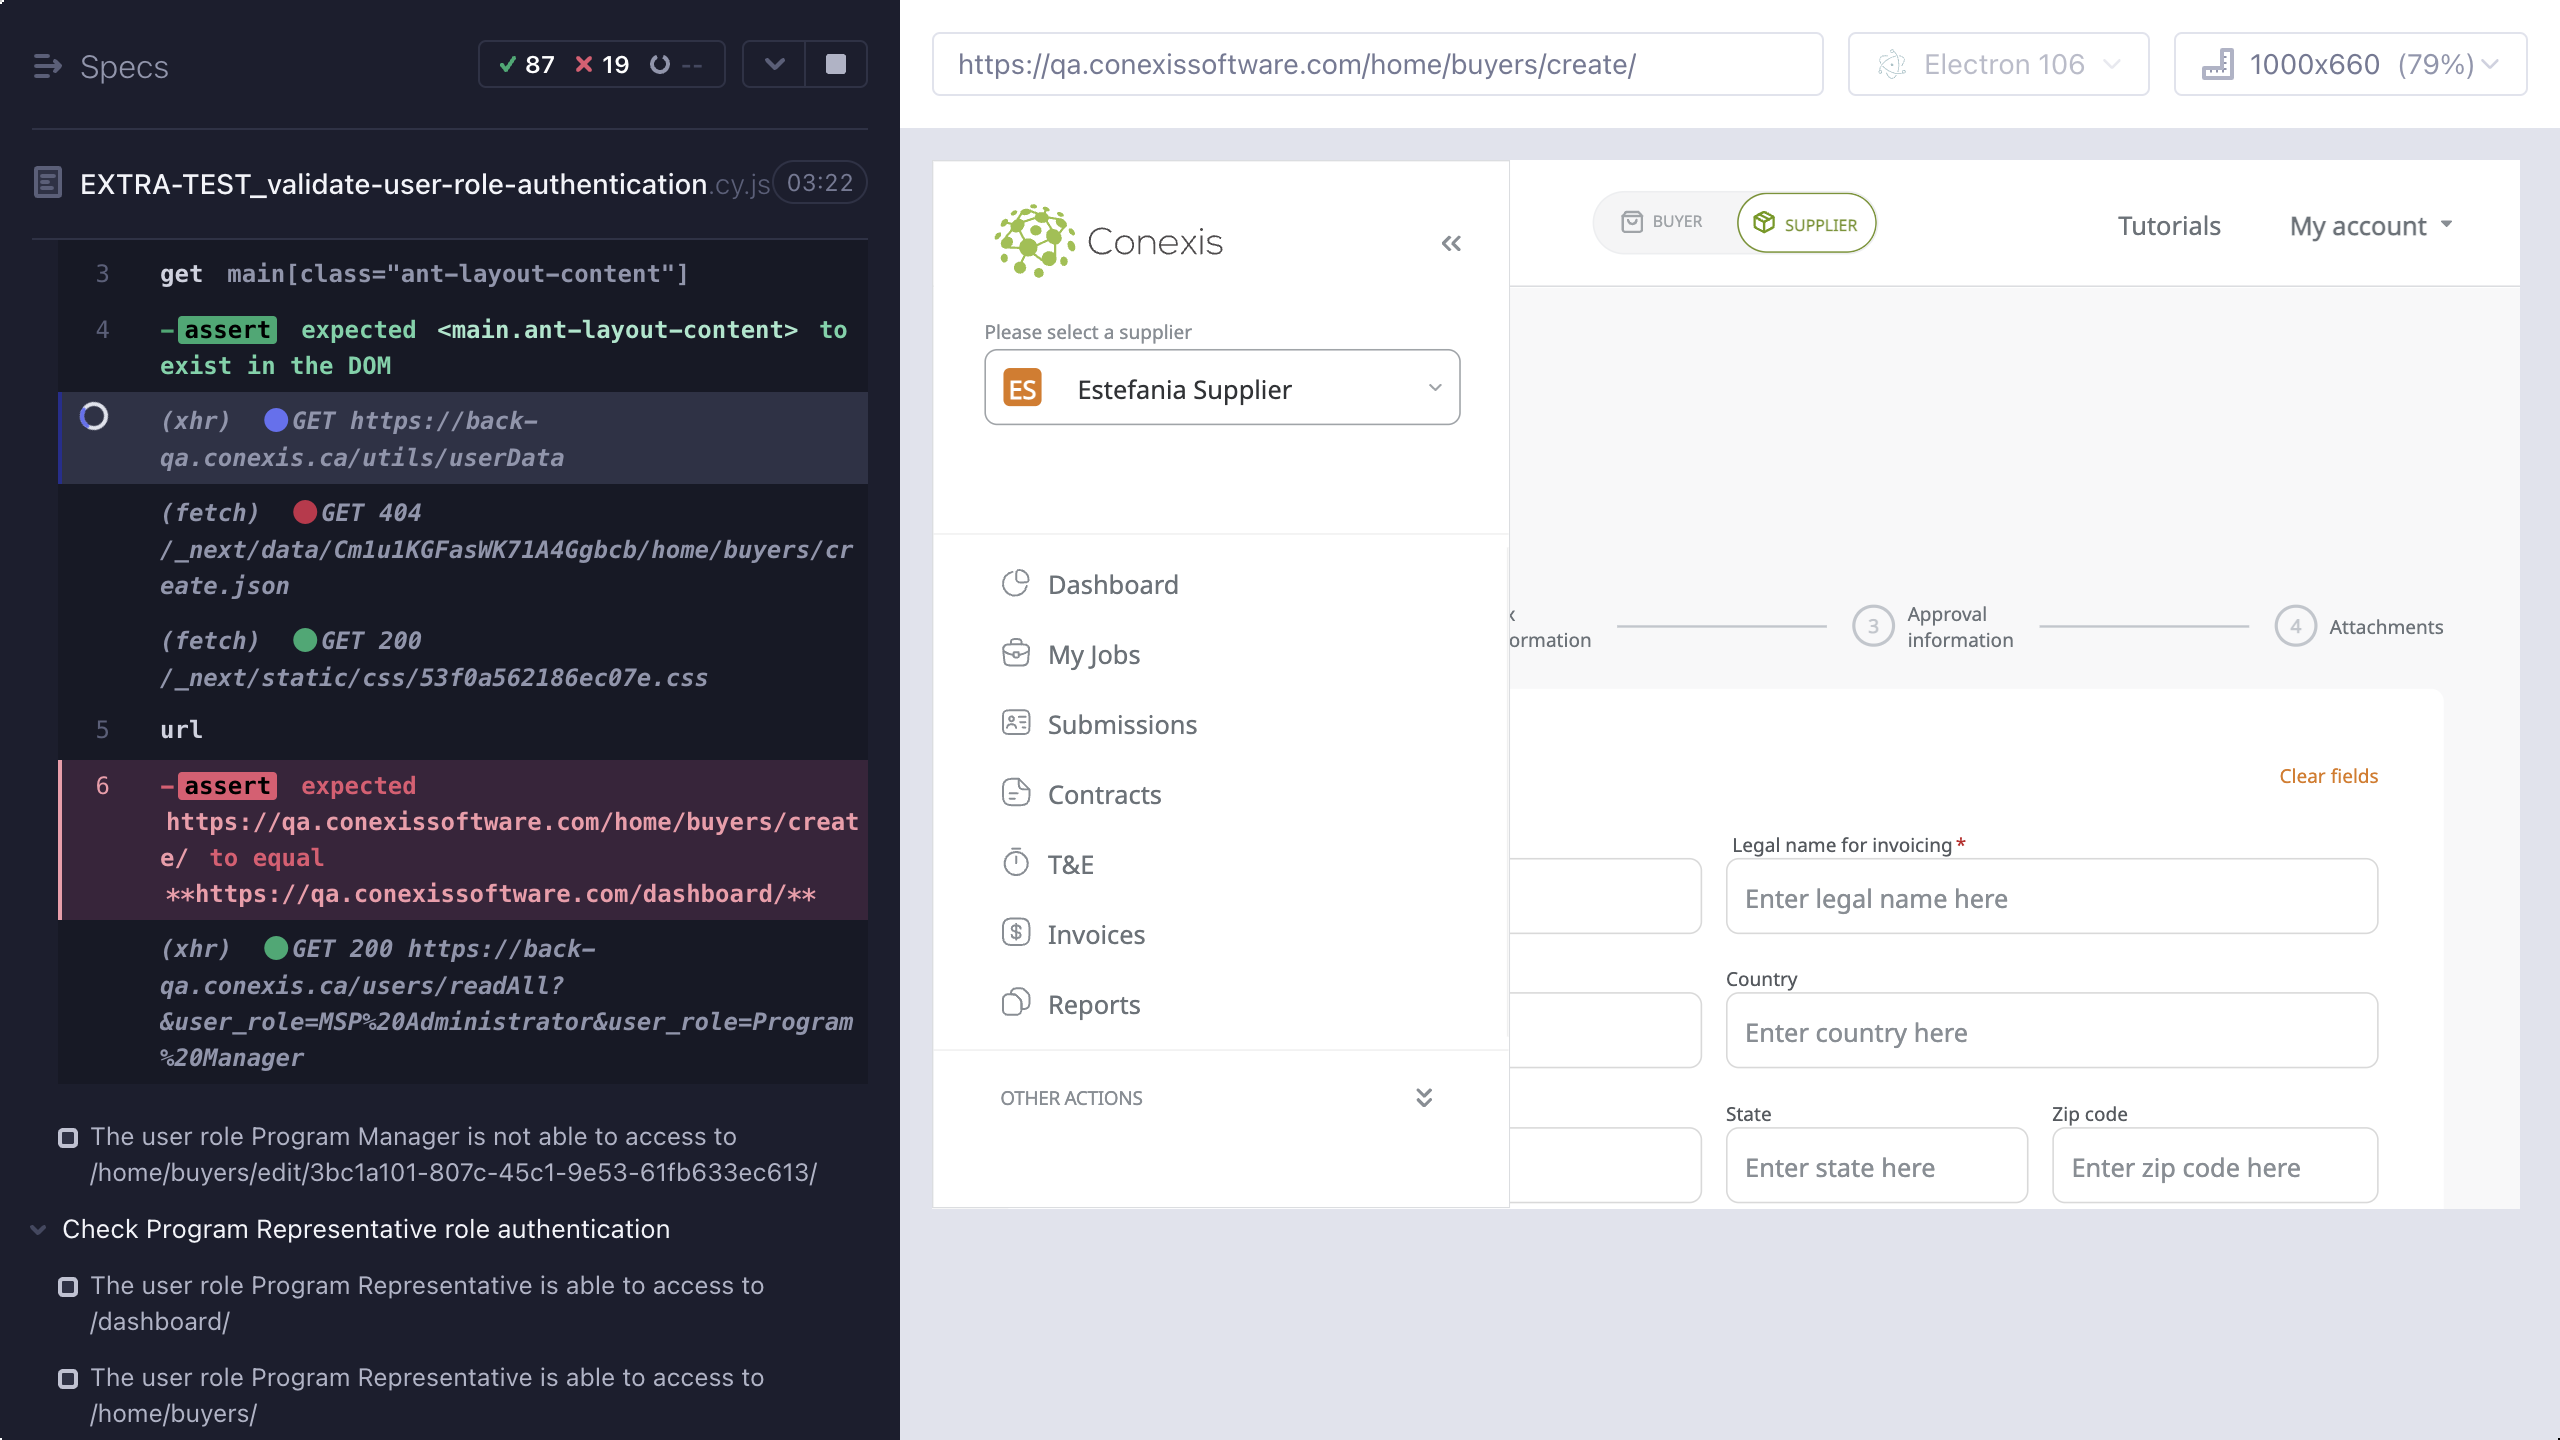 Specs
87 19 --
EXTRA-TEST_validate-user-role-authentication.cy.js 03:22
3 get main[class="ant-layout-content"]
4 -assert expected <main.ant-layout-content> to
exist in the DOM
(xhr) GET https://back-
qa.conexis.ca/utils/userData
(fetch) GET 404
/_next/data/Cm1u1KGFasWK71A4Ggbcb/home/buyers/cr
eate.json
(fetch) GET 200
/_next/static/css/53f0a562186ec07e.css
5 url
6 -assert expected
https://qa.conexissoftware.com/home/buyers/creat
e/ to equal
**https://qa.conexissoftware.com/dashboard/**
(xhr) GET 200 https://back-
qa.conexis.ca/users/readAll?
&user_role=MSP%20Administrator&user_role=Program
%20Manager
The user role Program Manager is not able to access to
/home/buyers/edit/3bc1a101-807c-45c1-9e53-61fb633ec613/
Check Program Representative role authentication
The user role Program Representative is able to access to
/dashboard/
The user role Program Representative is able to access to
/home/buyers/
https://qa.conexissoftware.com/home/buyers/create/
Electron 106
1000x660 (79%)
Conexis
BUYER
SUPPLIER
Tutorials
My account
Please select a supplier
ES Estefania Supplier
Dashboard
My Jobs
Submissions
Contracts
T&E
Invoices
Reports
OTHER ACTIONS
ormation
3 Approval
information
4 Attachments
Clear fields
Legal name for invoicing*
Enter legal name here
Country
Enter country here
State
Enter state here
Zip code
Enter zip code here